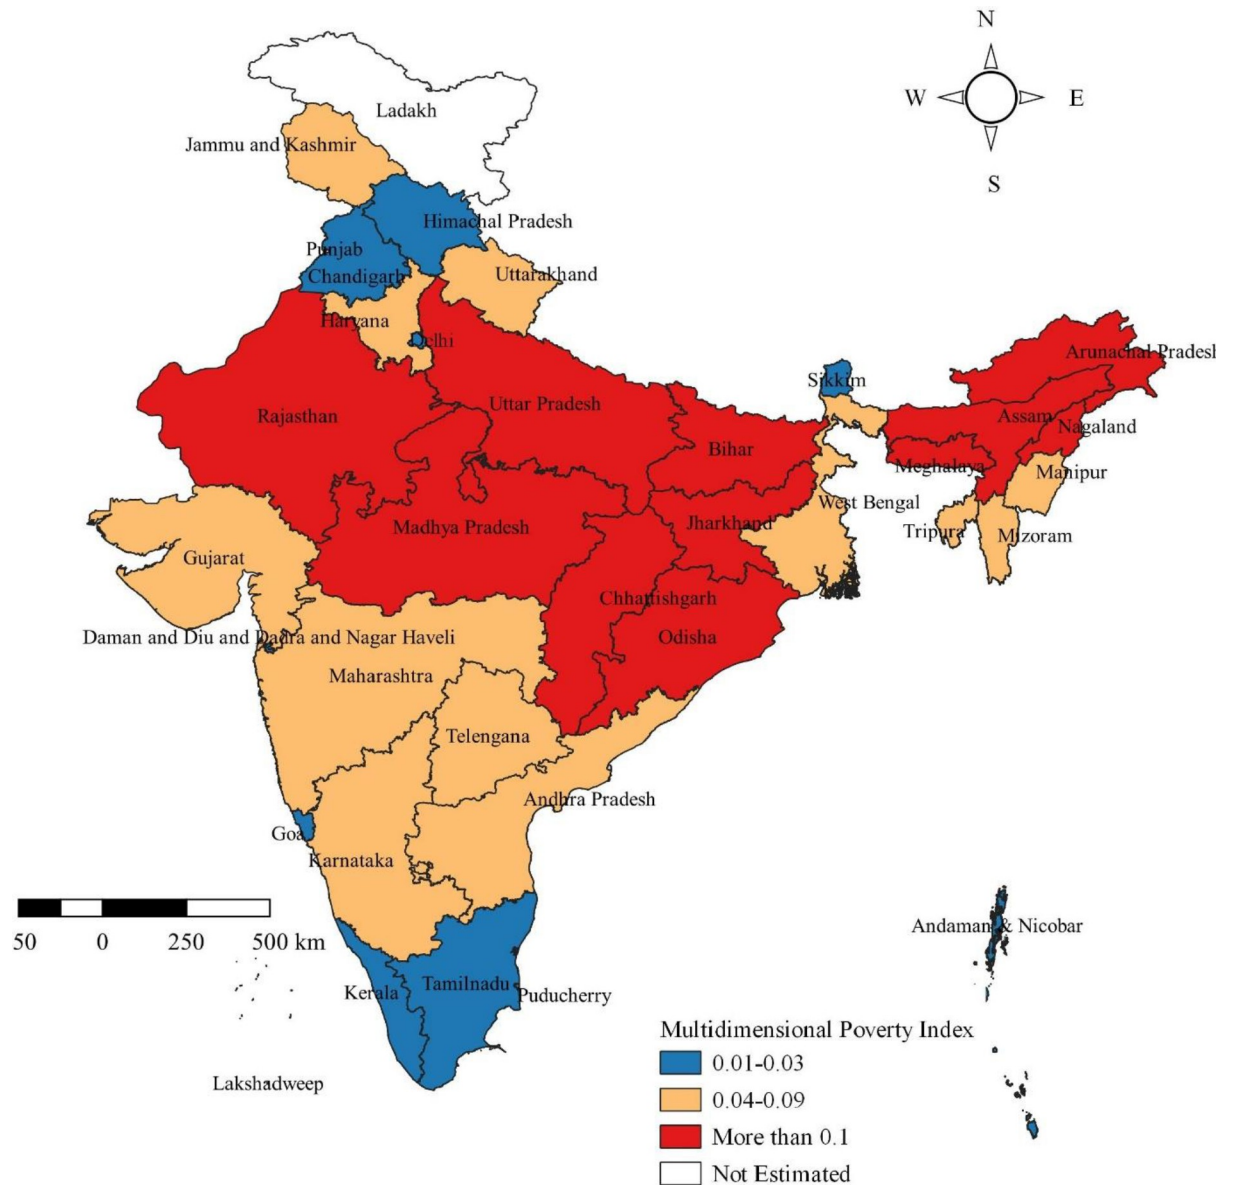 N
W
E
S
Ladakh
Jammu and Kashmir
Himachal Pradesh
Punjab
Chandigarh
Uttarakhand
Haryana
Delhi
Sikkim
Arunachal Pradesh
Rajasthan
Uttar Pradesh
Bihar
Assam
Nagaland
Meghalaya
Manipur
West Bengal
Madhya Pradesh
Jharkhand
Tripura
Mizoram
Gujarat
Chhattishgarh
Odisha
Daman and Diu and Dadra and Nagar Haveli
Maharashtra
Telengana
Andhra Pradesh
Goa
Karnataka
50 0 250 500 km
Andaman & Nicobar
Kerala
Tamilnadu
Puducherry
Lakshadweep
Multidimensional Poverty Index
0.01-0.03
0.04-0.09
More than 0.1
Not Estimated